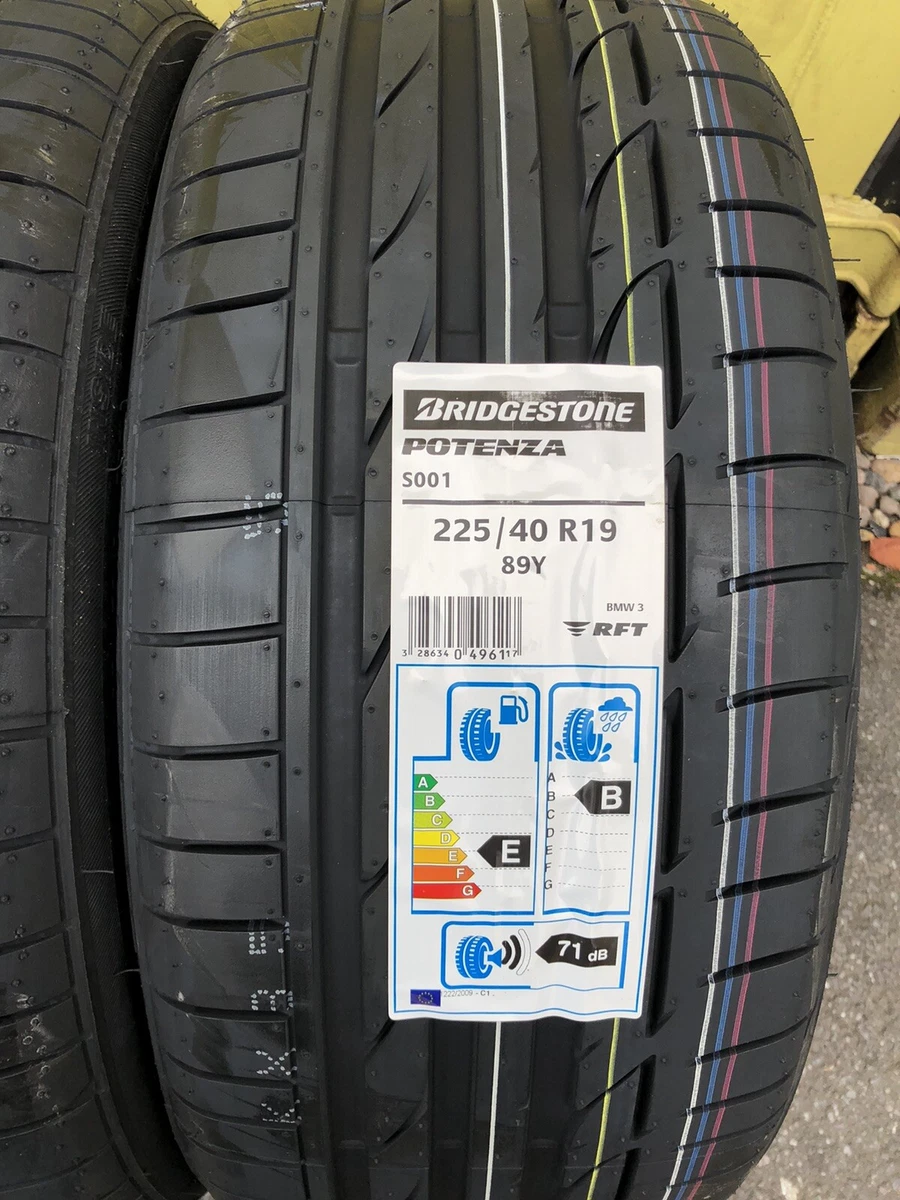 BRIDGESTONE
POTENZA
S001
225/40 R19
89Y
BMW 3
RFT
3 286340 496117
A
B
C
D
E
F
G
E
A
B
C
D
E
F
G
B
71 dB
222/2009 - C1